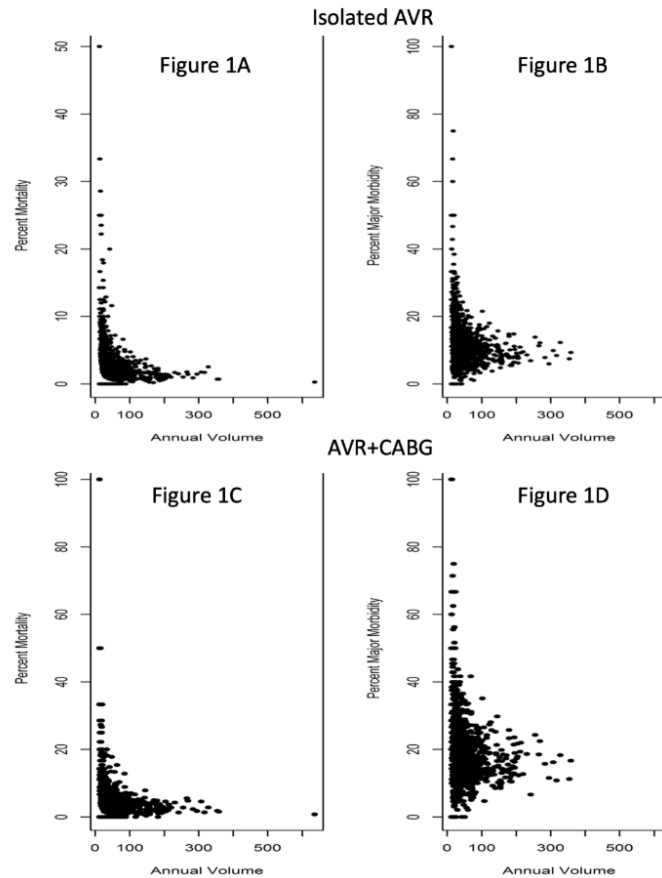 Isolated AVR
Figure 1A
Percent Mortality
50
40
30
20
10
0
0 100 300 500
Annual Volume
Figure 1B
Percent Major Morbidity
100
80
60
40
20
0
0 100 300 500
Annual Volume
AVR+CABG
Figure 1C
Percent Mortality
100
80
60
40
20
0
0 100 300 500
Annual Volume
Figure 1D
Percent Major Morbidity
100
80
60
40
20
0
0 100 300 500
Annual Volume